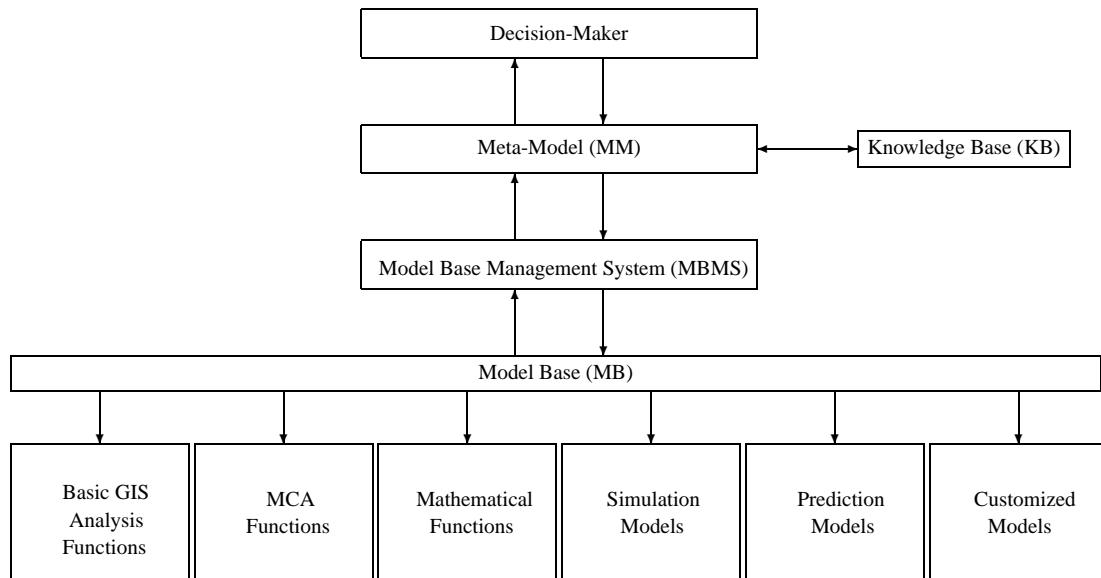 Decision-Maker
Meta-Model (MM)
Knowledge Base (KB)
Model Base Management System (MBMS)
Model Base (MB)
Basic GIS
Analysis
Functions
MCA
Functions
Mathematical
Functions
Simulation
Models
Prediction
Models
Customized
Models